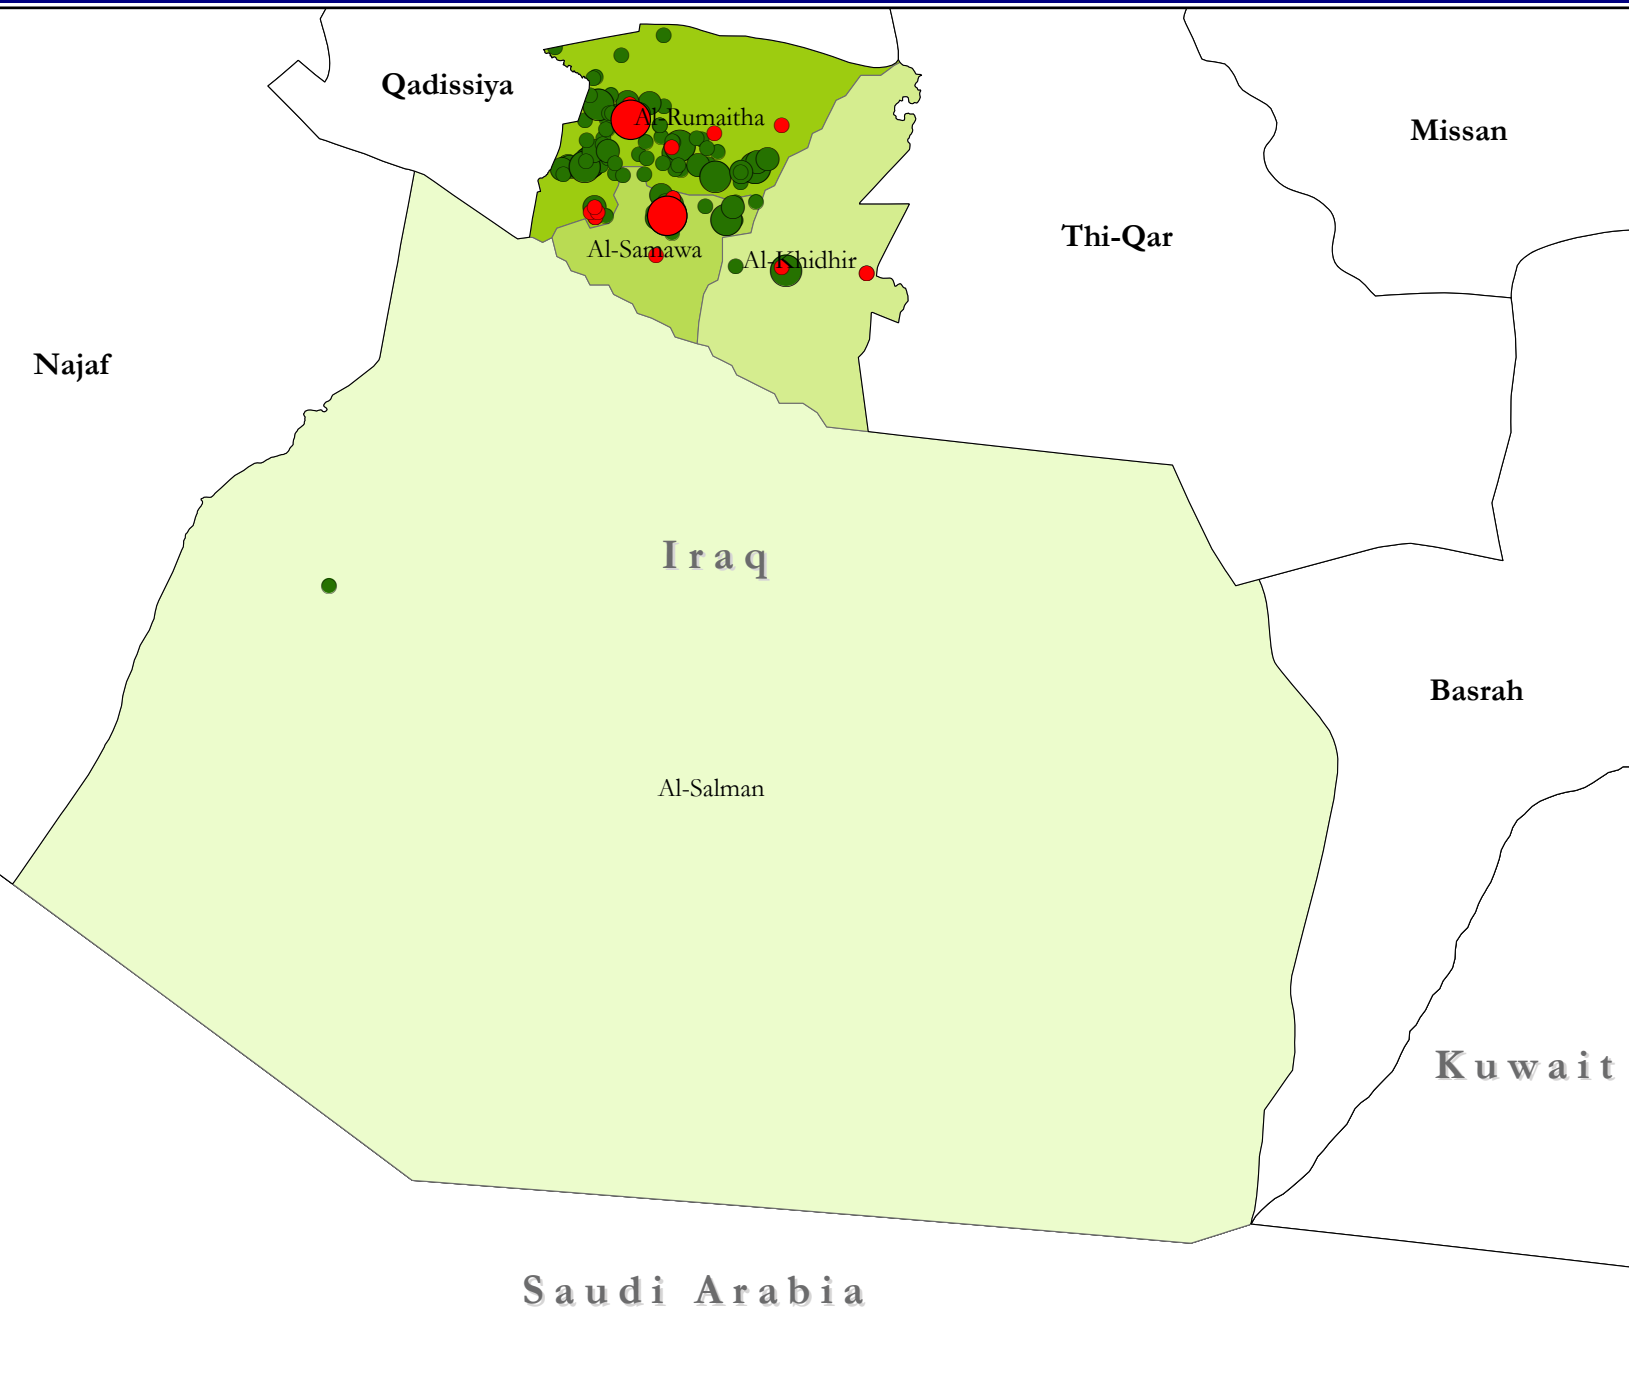 Qadissiya
Al-Rumaitha
Missan
Thi-Qar
Al-Samawa
Al-Khidhir
Najaf
Iraq
Basrah
Al-Salman
Kuwait
Saudi Arabia